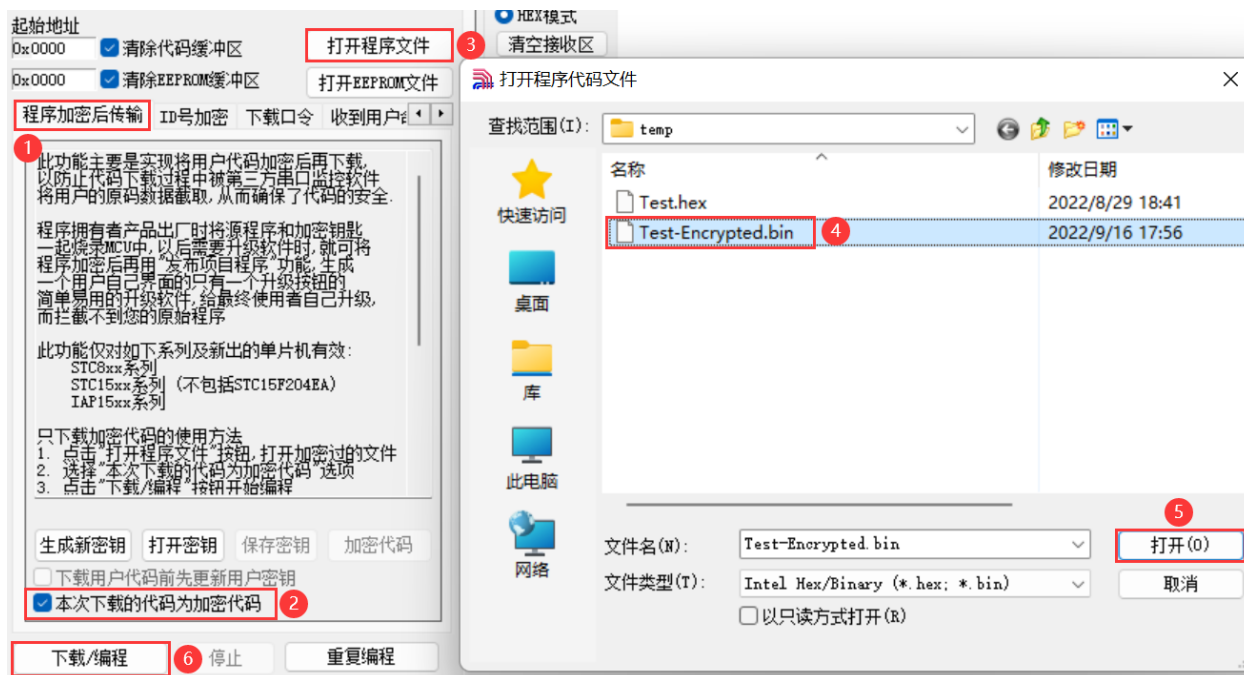 起始地址
0x0000 清除代码缓冲区 打开程序文件 3
0x0000 清除EEPROM缓冲区 打开EEPROM文件
程序加密后传输 ID号加密 下载口令 收到用户
1
此功能主要是实现将用户代码加密后再下载,
以防止代码下载过程中被第三方串口监控软件
将用户的原码数据截取,从而确保了代码的安全.
程序拥有者产品出厂时将源程序和加密钥匙
一起烧录MCU中,以后需要升级软件时,就可将
程序加密后再用"发布项目程序"功能,生成
一个用户自己界面的只有一个升级按钮的
简单易用的升级软件,给最终使用者自己升级,
而拦截不到您的原始程序
此功能仅对如下系列及新出的单片机有效:
STC8xx系列
STC15xx系列 (不包括STC15F204EA)
IAP15xx系列
只下载加密代码的使用方法
1. 点击"打开程序文件"按钮,打开加密过的文件
2. 选择"本次下载的代码为加密代码"选项
3. 点击"下载/编程"按钮开始编程
生成新密钥 打开密钥 保存密钥 加密代码
下载用户代码前先更新用户密钥
本次下载的代码为加密代码 2
下载/编程 6 停止 重复编程
HEX模式
清空接收区
打开程序代码文件
查找范围(I): temp
快速访问
桌面
库
此电脑
网络
名称 修改日期
Test.hex 2022/8/29 18:41
Test-Encrypted.bin 4 2022/9/16 17:56
5
文件名(N): Test-Encrypted.bin 打开(O)
文件类型(T): Intel Hex/Binary (*.hex; *.bin) 取消
以只读方式打开(R)